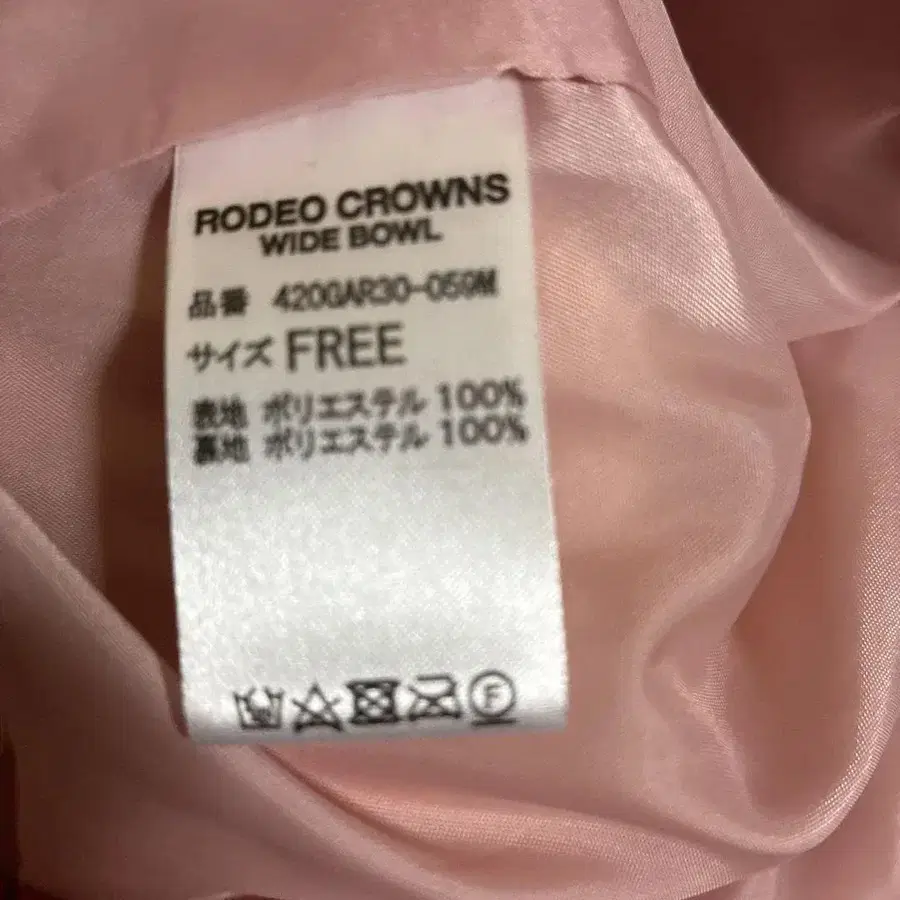 RODEO CROWNS
WIDE BOWL
品番 420GAR30-059M
サイズ FREE
表地 ポリエステル 100%
裏地 ポリエステル 100%
F